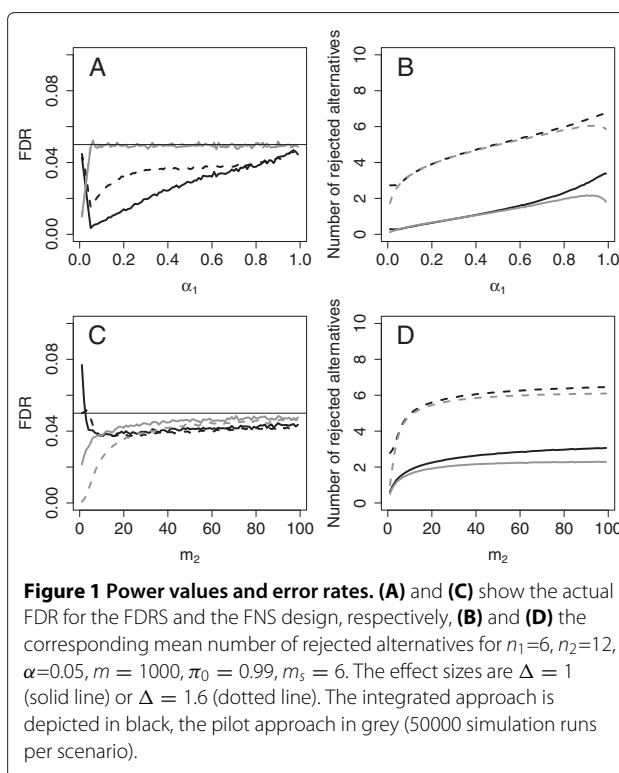 A
FDR
0.00 0.04 0.08
0.0 0.2 0.4 0.6 0.8 1.0
α₁
B
Number of rejected alternatives
0 2 4 6 8 10
0.0 0.2 0.4 0.6 0.8 1.0
α₁
C
FDR
0.00 0.04 0.08
0 20 40 60 80 100
m₂
D
Number of rejected alternatives
0 2 4 6 8 10
0 20 40 60 80 100
m₂
Figure 1 Power values and error rates. (A) and (C) show the actual
FDR for the FDRS and the FNS design, respectively, (B) and (D) the
corresponding mean number of rejected alternatives for n₁=6, n₂=12,
α=0.05, m = 1000, π₀ = 0.99, mₛ = 6. The effect sizes are Δ = 1
(solid line) or Δ = 1.6 (dotted line). The integrated approach is
depicted in black, the pilot approach in grey (50000 simulation runs
per scenario).